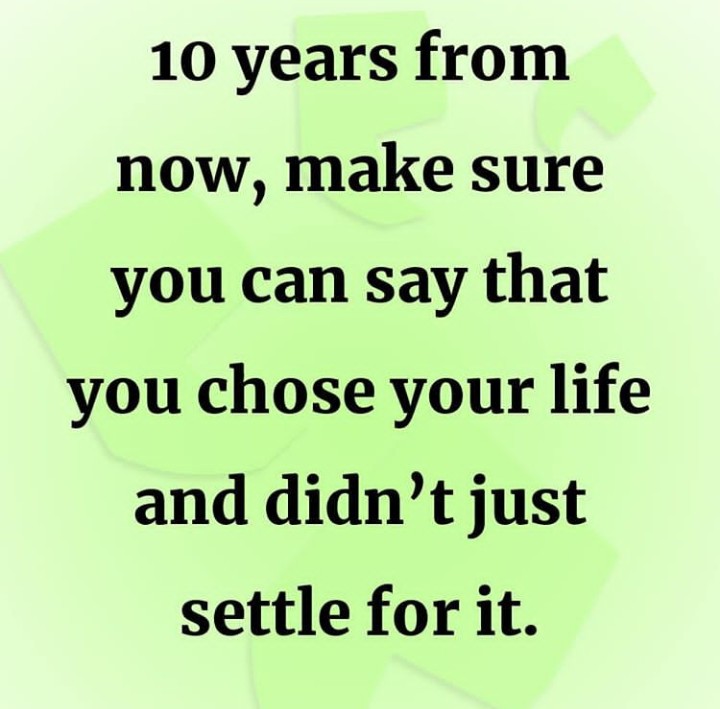 10 years from
now, make sure
you can say that
you chose your life
and didn’t just
settle for it.